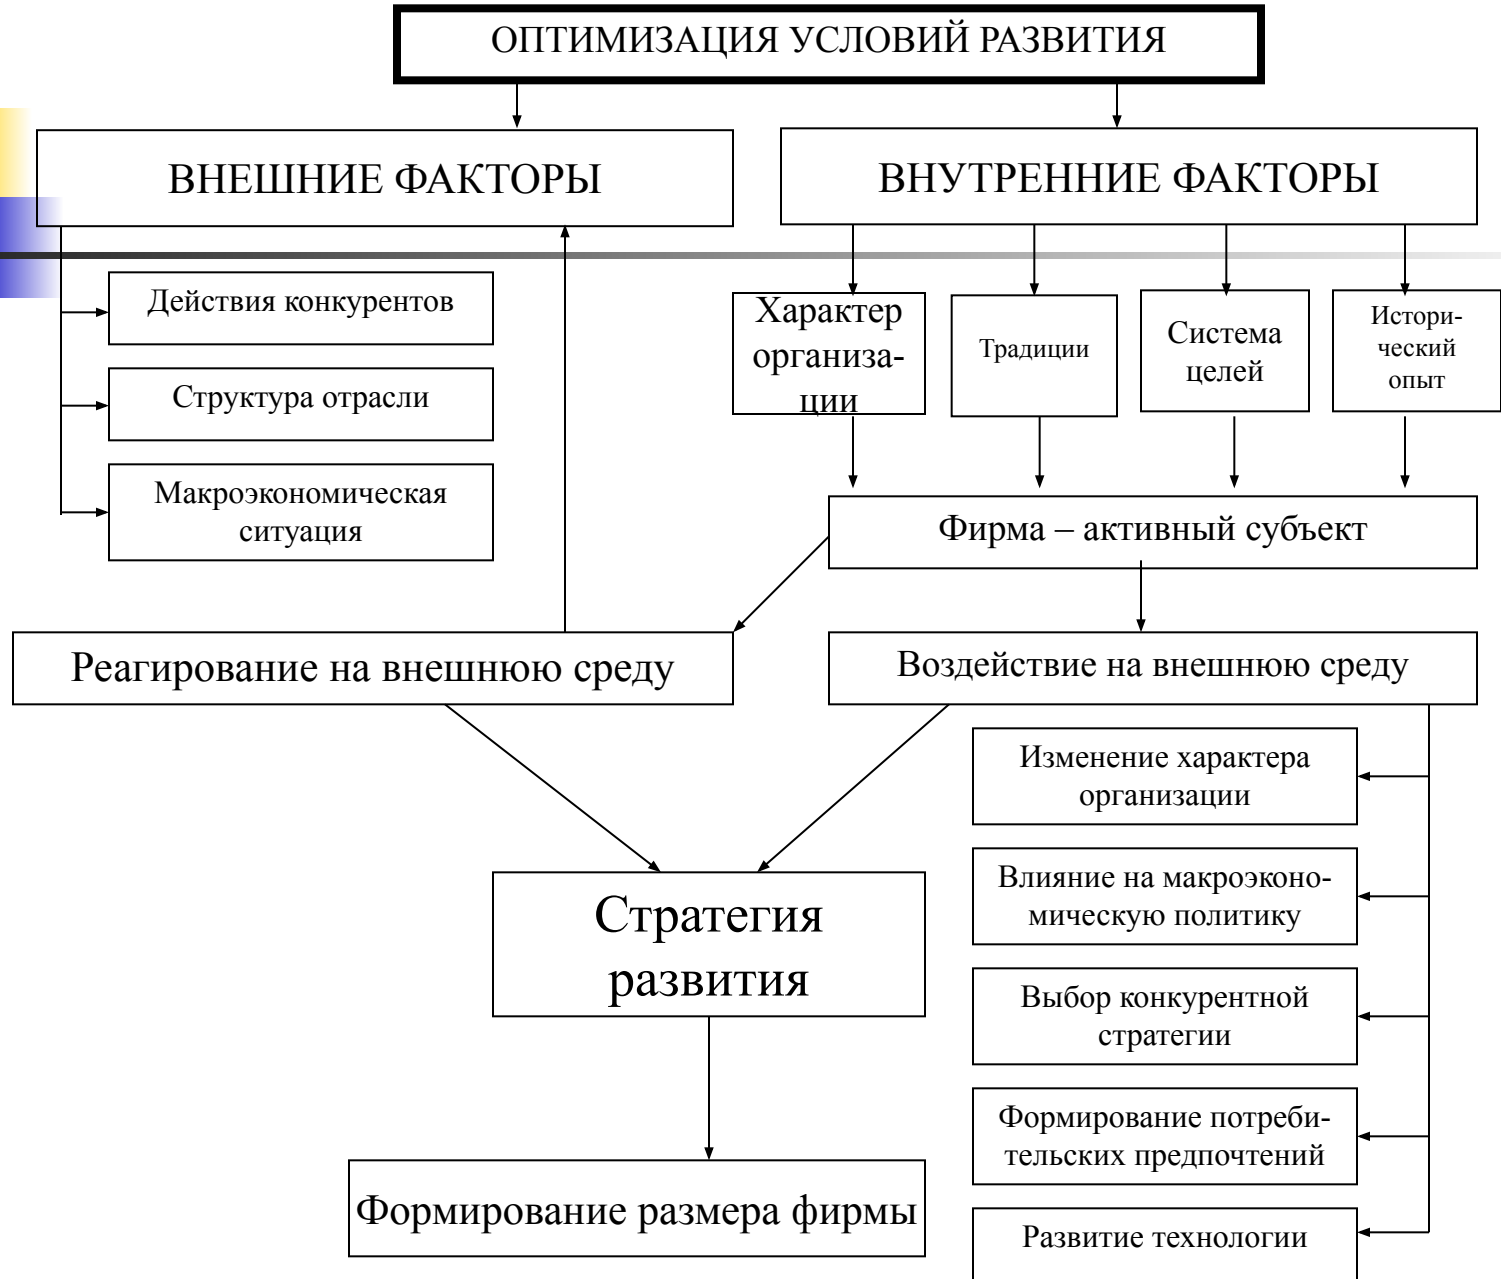 ОПТИМИЗАЦИЯ УСЛОВИЙ РАЗВИТИЯ
ВНЕШНИЕ ФАКТОРЫ
ВНУТРЕННИЕ ФАКТОРЫ
Действия конкурентов
Структура отрасли
Макроэкономическая
ситуация
Характер
организа-
ции
Традиции
Система
целей
Истори-
ческий
опыт
Фирма – активный субъект
Реагирование на внешнюю среду
Воздействие на внешнюю среду
Изменение характера
организации
Влияние на макроэконо-
мическую политику
Выбор конкурентной
стратегии
Формирование потреби-
тельских предпочтений
Развитие технологии
Стратегия
развития
Формирование размера фирмы